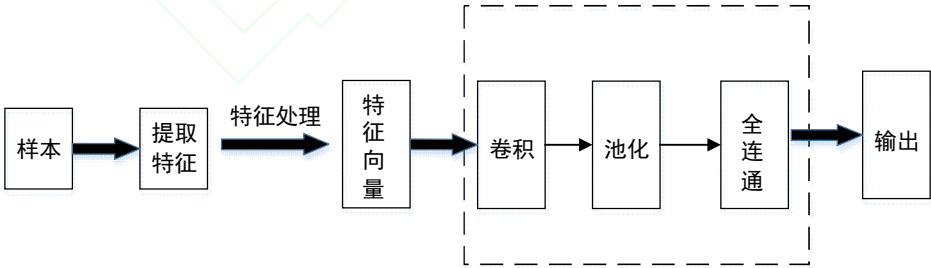 样本
提取
特征
特征处理
特
征
向
量
卷积
池化
全
连
通
输出